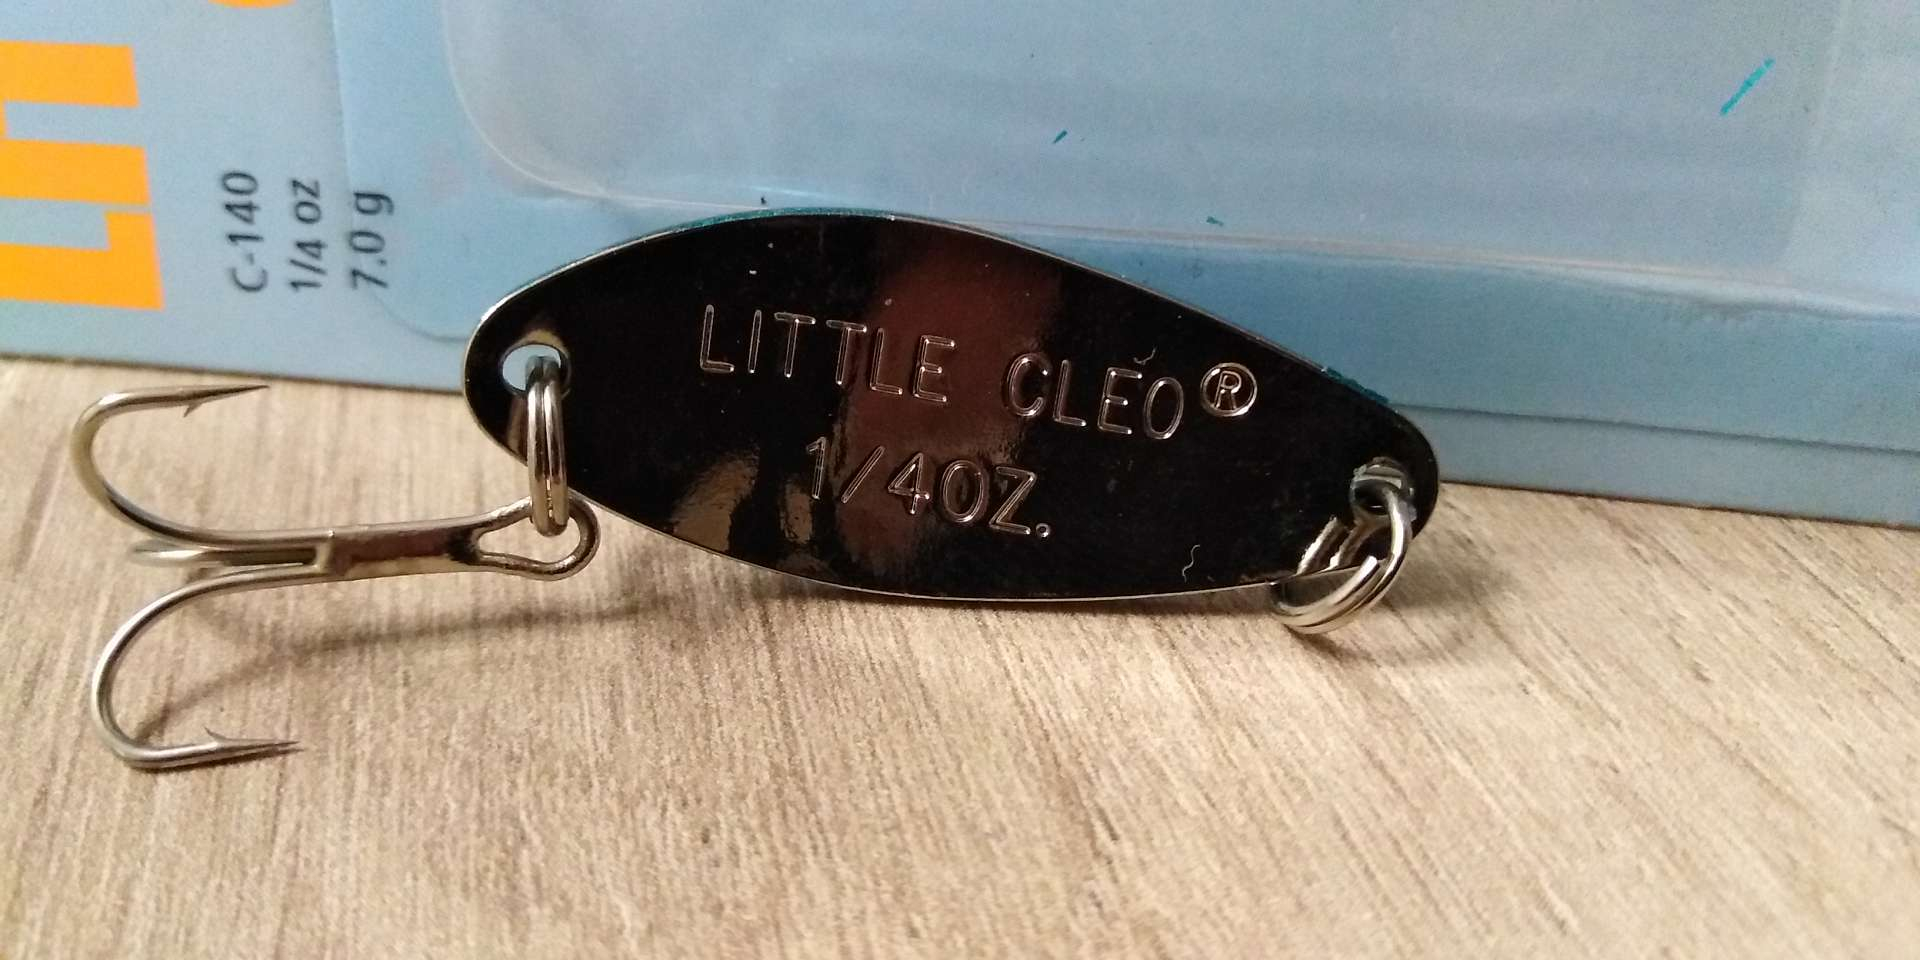 C-140
1/4 oz
7.0 g
LITTLE CLEO®
1/4OZ.